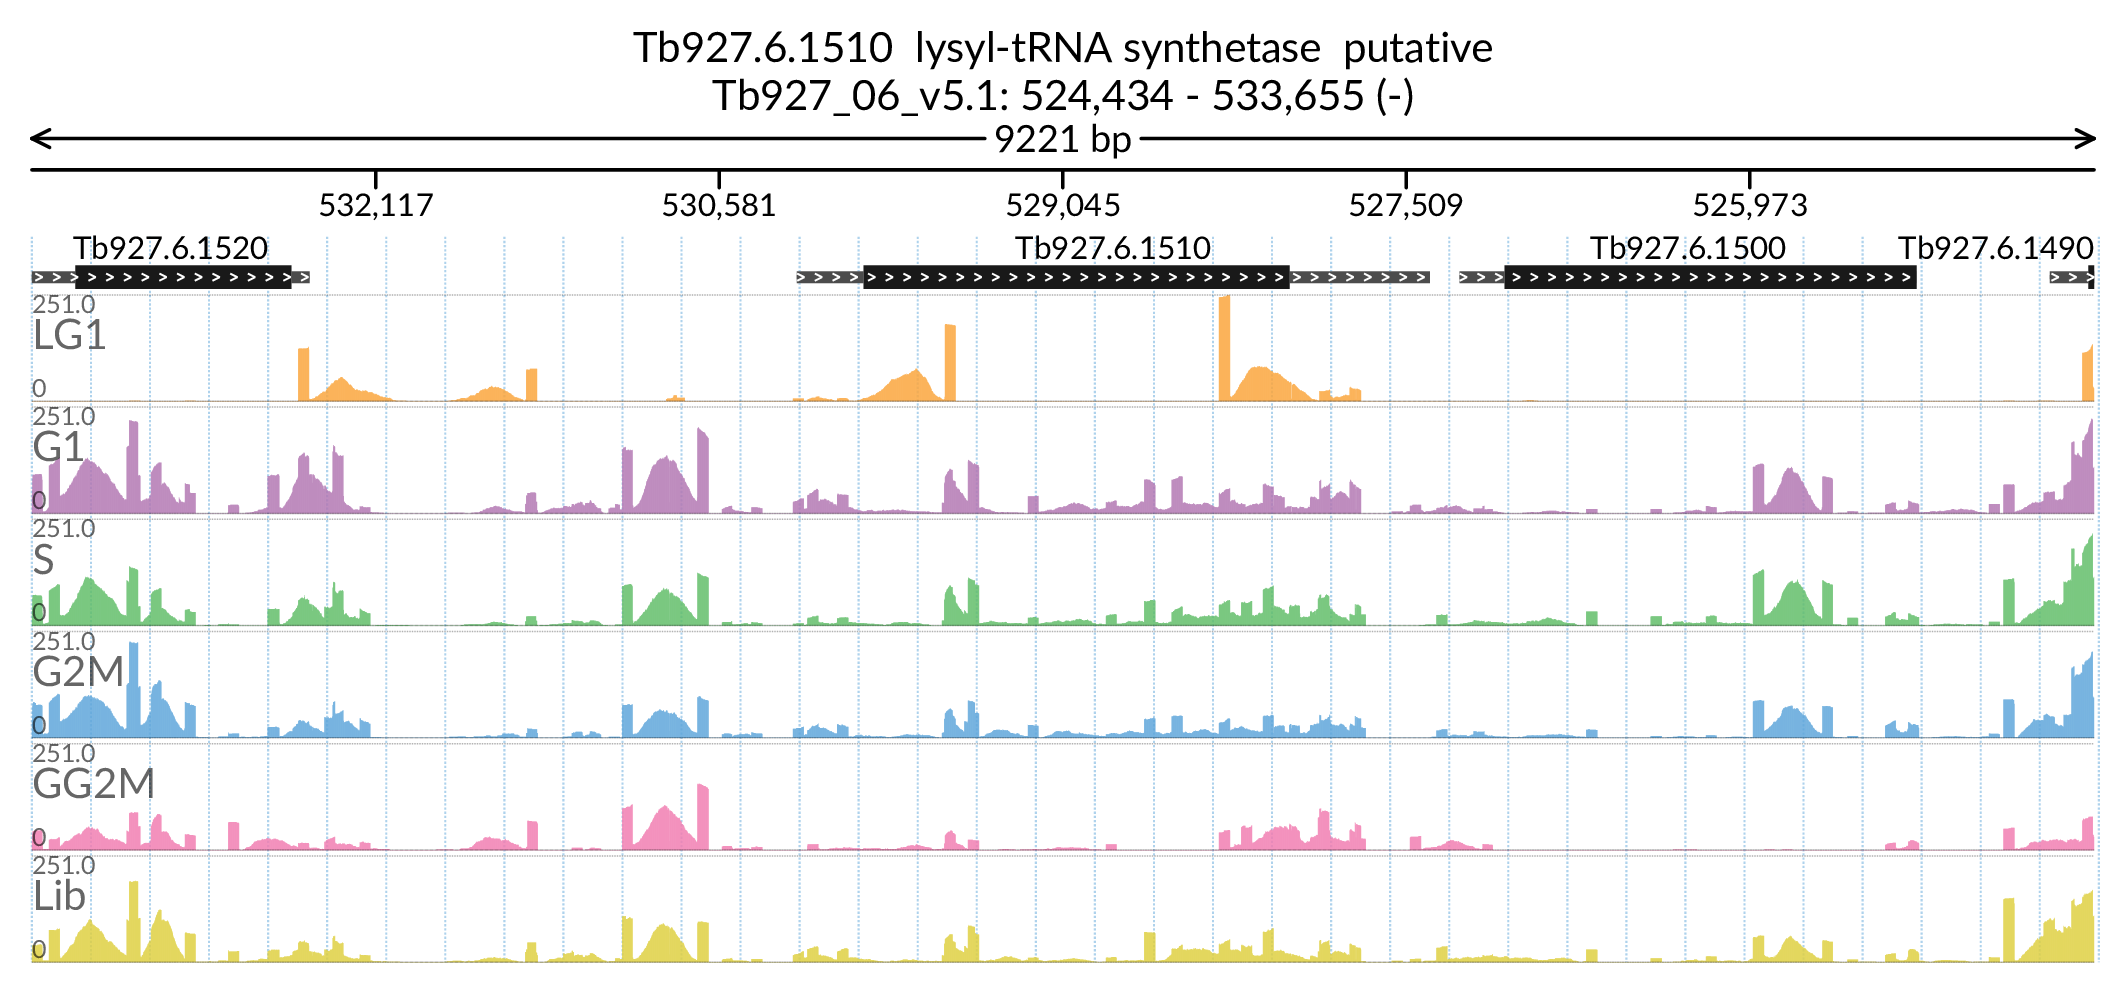 Tb927.6.1510  lysyl-tRNA synthetase  putative
Tb927_06_v5.1: 524,434 - 533,655 (-)
9221 bp
532,117 530,581 529,045 527,509 525,973
Tb927.6.1520 Tb927.6.1510 Tb927.6.1500 Tb927.6.1490
251.0
LG1
0
251.0
G1
0
251.0
S
0
251.0
G2M
0
251.0
GG2M
0
251.0
Lib
0